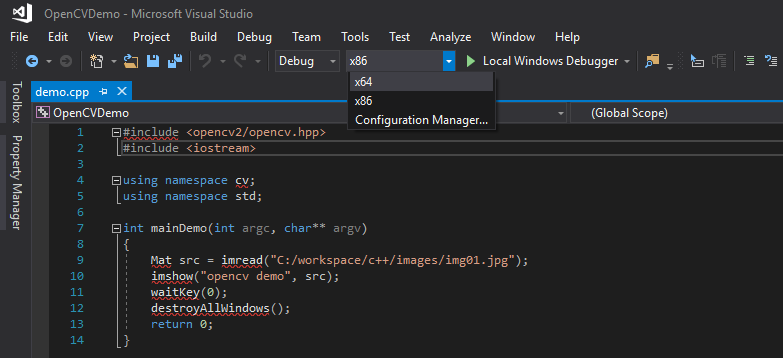 OpenCVDemo - Microsoft Visual Studio
File Edit View Project Build Debug Team Tools Test Analyze Window Help
Debug x86 Local Windows Debugger
x64
x86
Configuration Manager...
Toolbox
Property Manager
demo.cpp
OpenCVDemo (Global Scope)
1 #include <opencv2/opencv.hpp>
2 #include <iostream>
3
4 using namespace cv;
5 using namespace std;
6
7 int mainDemo(int argc, char** argv)
8 {
9 Mat src = imread("C:/workspace/c++/images/img01.jpg");
10 imshow("opencv demo", src);
11 waitKey(0);
12 destroyAllWindows();
13 return 0;
14 }